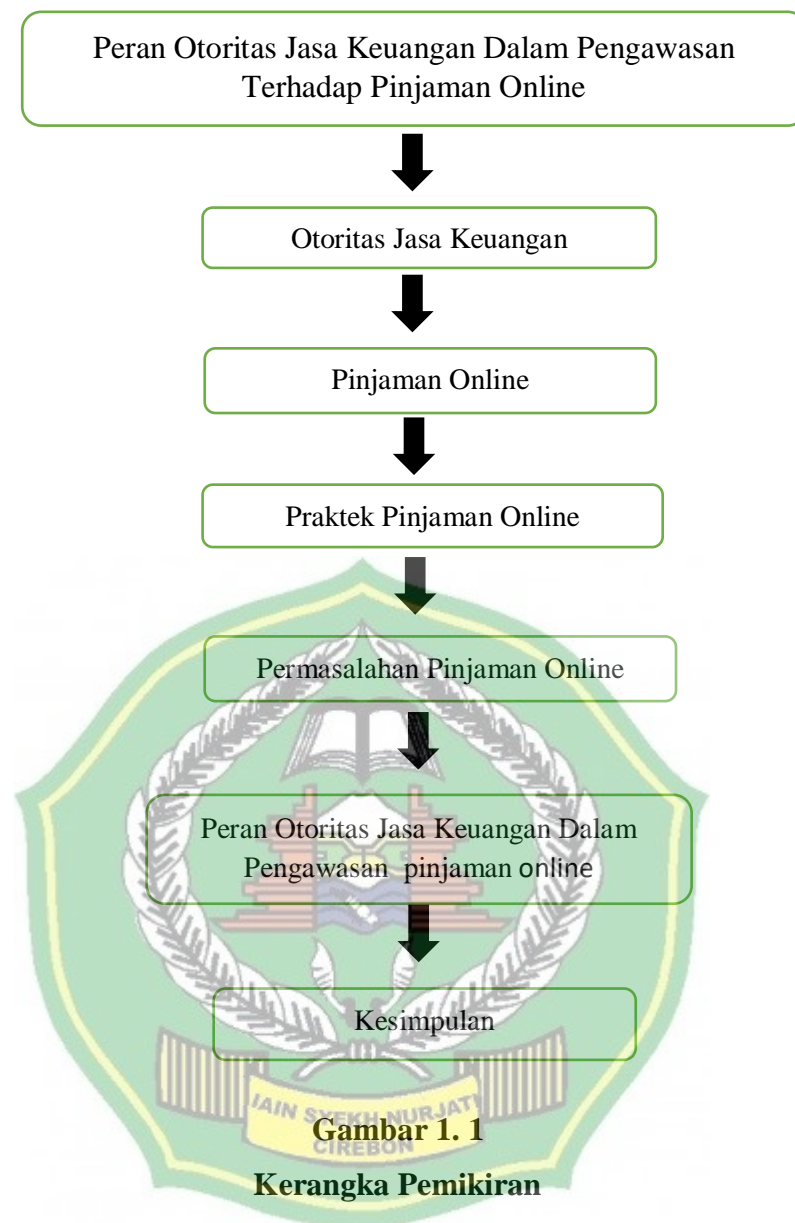 Peran Otoritas Jasa Keuangan Dalam Pengawasan
Terhadap Pinjaman Online
Otoritas Jasa Keuangan
Pinjaman Online
Praktek Pinjaman Online
Permasalahan Pinjaman Online
Peran Otoritas Jasa Keuangan Dalam
Pengawasan pinjaman online
Kesimpulan
IAIN SYEKH NURJATI
CIREBON
Gambar 1. 1
Kerangka Pemikiran